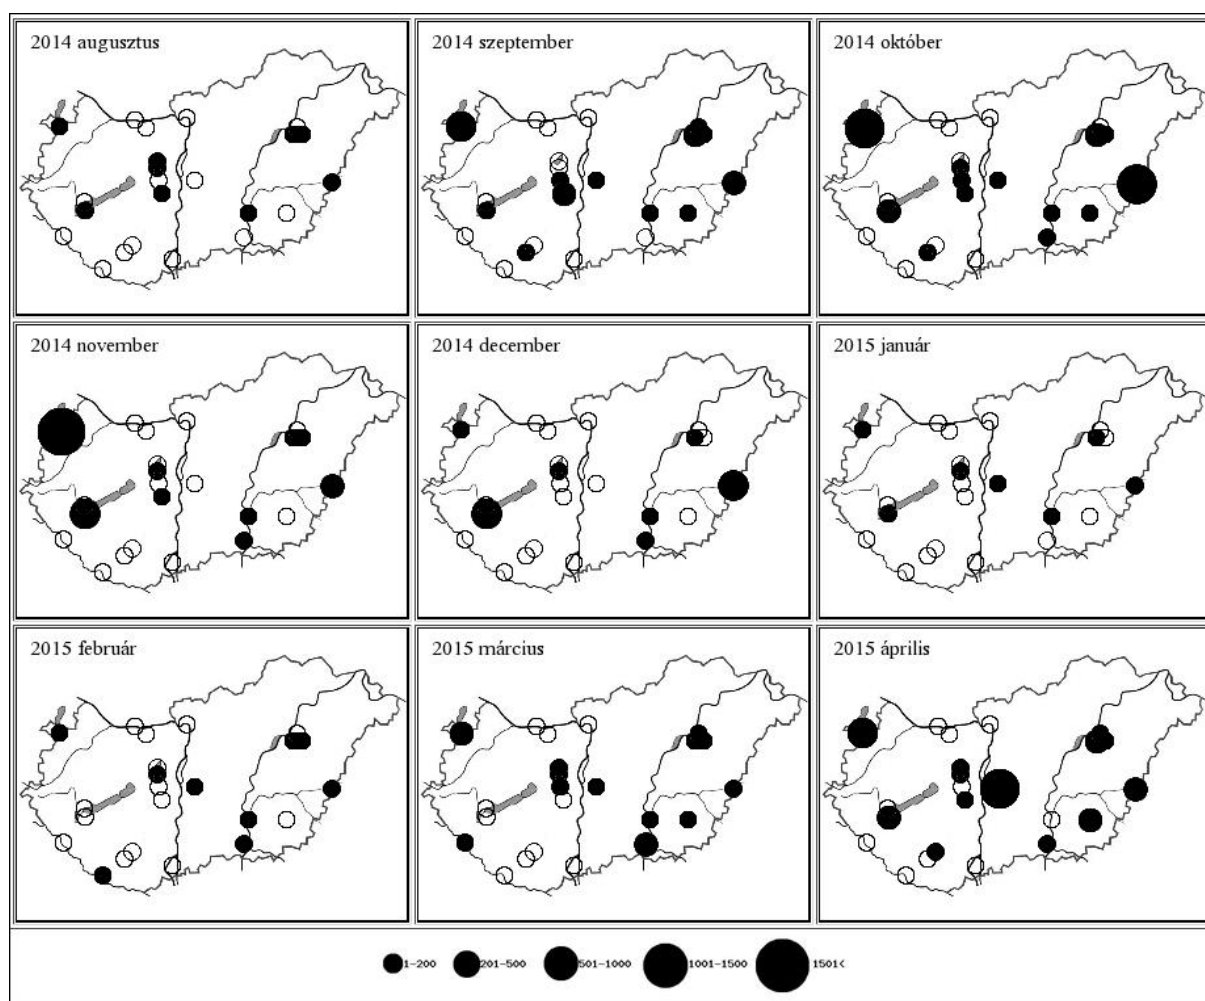 2014 augusztus
2014 szeptember
2014 október
2014 november
2014 december
2015 január
2015 február
2015 március
2015 április
1-200 201-500 501-1000 1001-1500 1501<